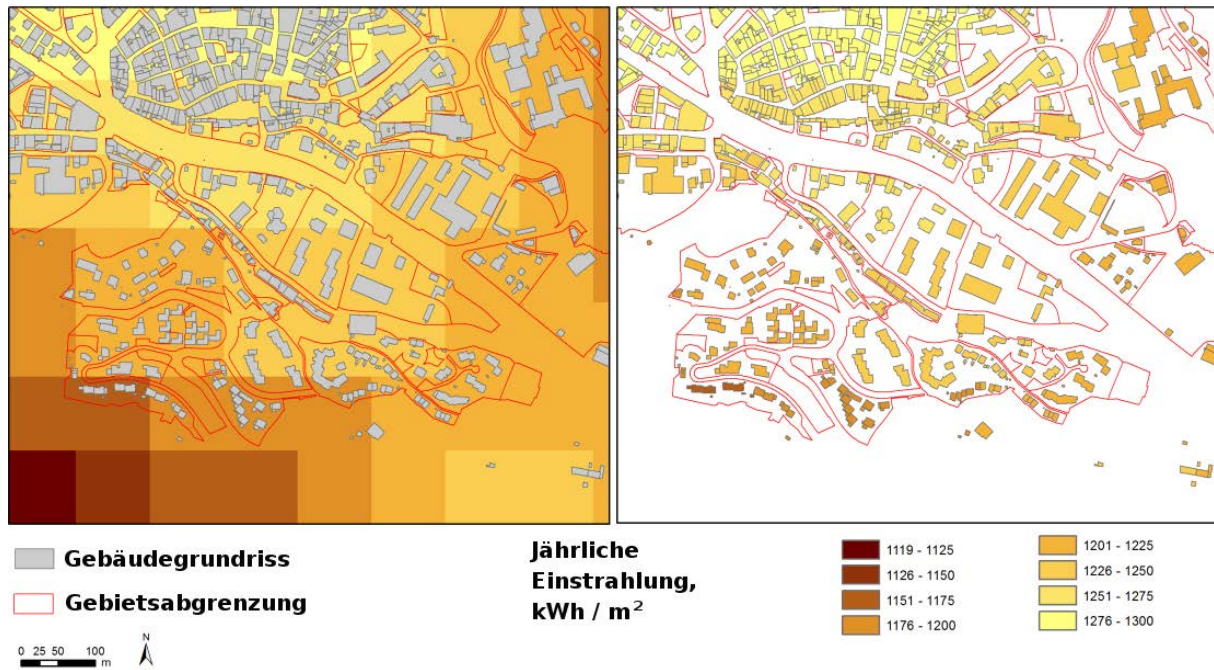 Gebäudegrundriss
Gebietsabgrenzung
0 25 50 100
m
N
Jährliche
Einstrahlung,
kWh / m²
1119 - 1125
1126 - 1150
1151 - 1175
1176 - 1200
1201 - 1225
1226 - 1250
1251 - 1275
1276 - 1300